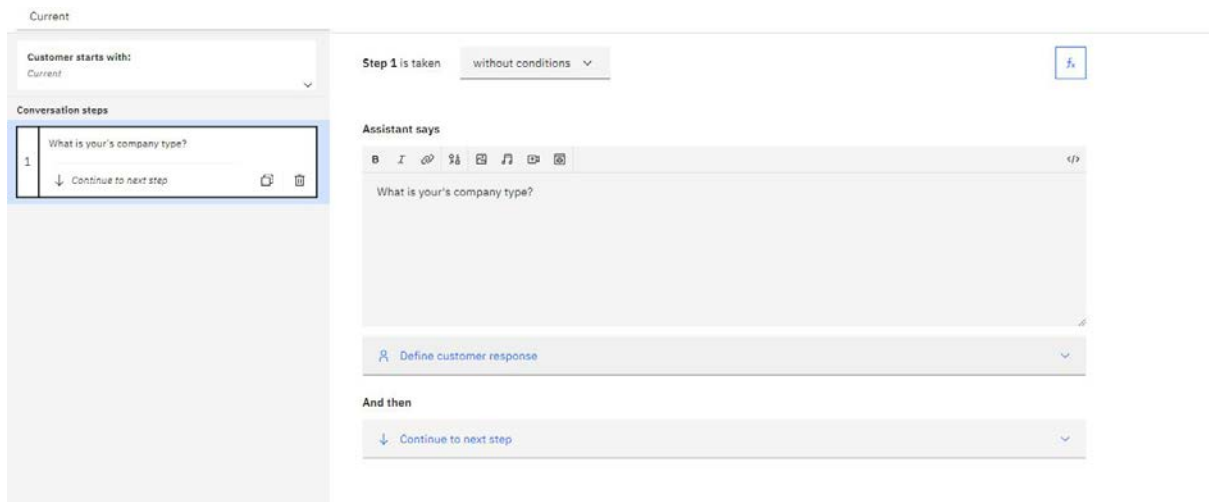 Current
Customer starts with:
Current
Conversation steps
1
What is your's company type?
Continue to next step
Step 1 is taken without conditions
fx
Assistant says
B I </>
What is your's company type?
Define customer response
And then
Continue to next step